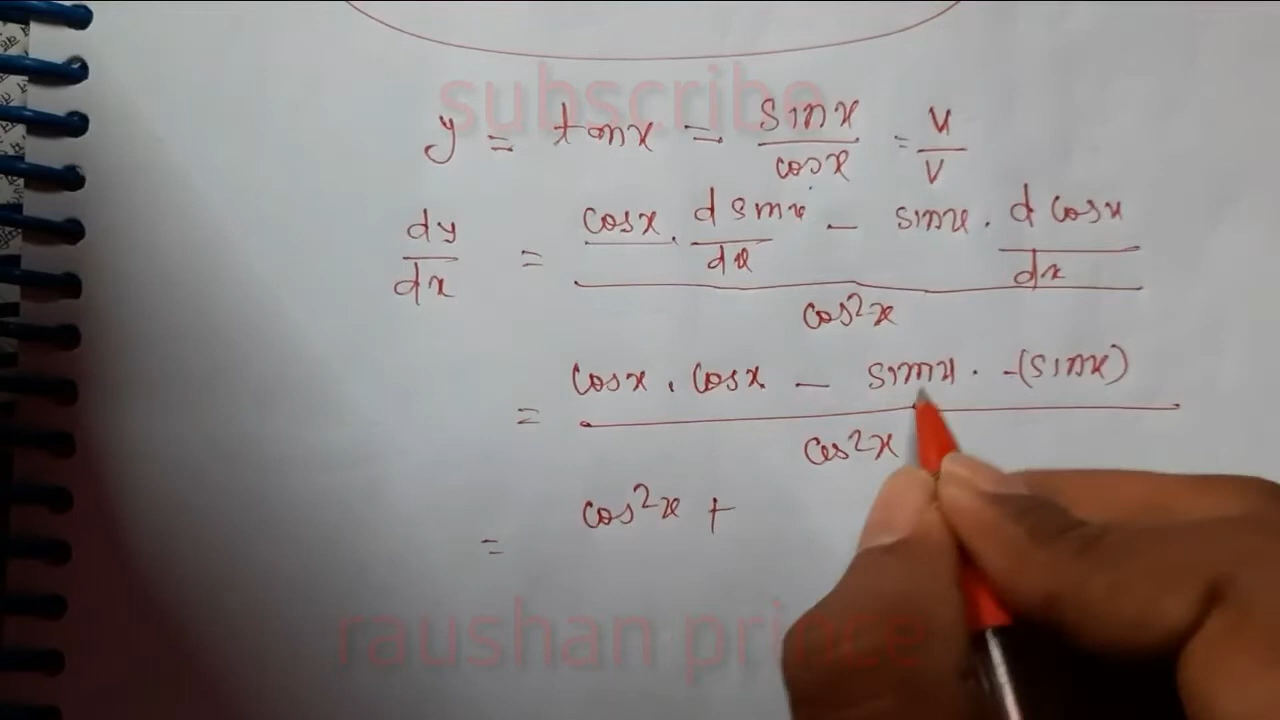 subscribe
y = tanx = sinx/cosx = u/v
dy/dx = (cosx . d sinx/dx - sinx . d cosx/dx)/cos²x
= (cosx . cosx - sinx . -(sinx))/cos²x
= cos²x +
raushan prince